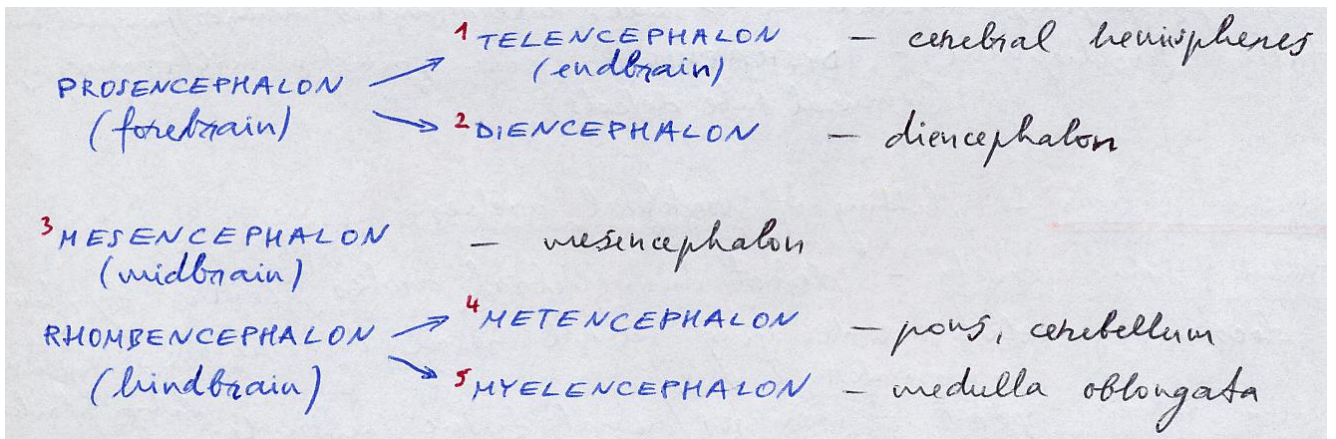 1 TELENCEPHALON – cerebral hemispheres
(endbrain)
PROSENCEPHALON
(forebrain)
2 DIENCEPHALON – diencephalon
3 MESENCEPHALON – mesencephalon
(midbrain)
4 METENCEPHALON – pons, cerebellum
RHOMBENCEPHALON
(hindbrain)
5 MYELENCEPHALON – medulla oblongata